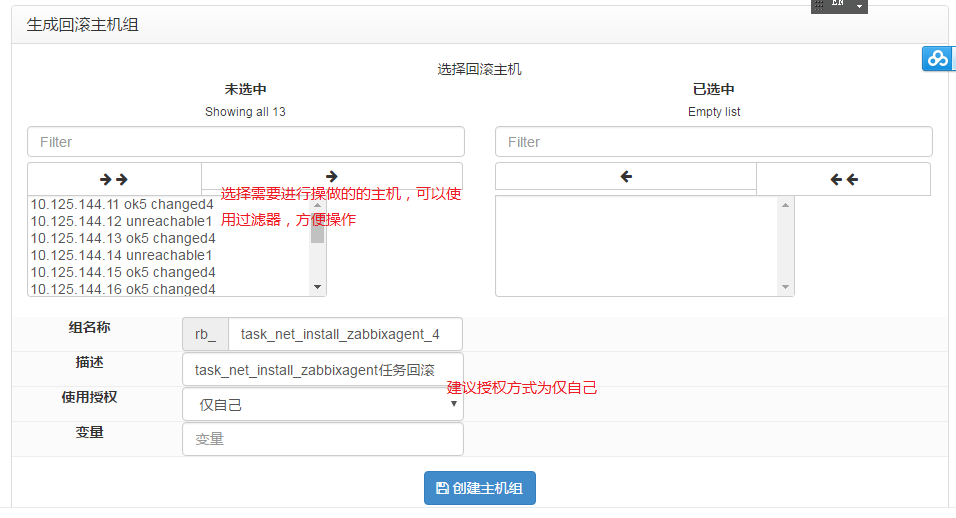 EN
生成回滚主机组
选择回滚主机
未选中
已选中
Showing all 13
Empty list
Filter
Filter
选择需要进行操做的的主机，可以使
用过滤器，方便操作
10.125.144.11 ok5 changed4
10.125.144.12 unreachable1
10.125.144.13 ok5 changed4
10.125.144.14 unreachable1
10.125.144.15 ok5 changed4
10.125.144.16 ok5 changed4
组名称 rb_ task_net_install_zabbixagent_4
描述 task_net_install_zabbixagent任务回滚
建议授权方式为仅自己
使用授权 仅自己
变量 变量
创建主机组